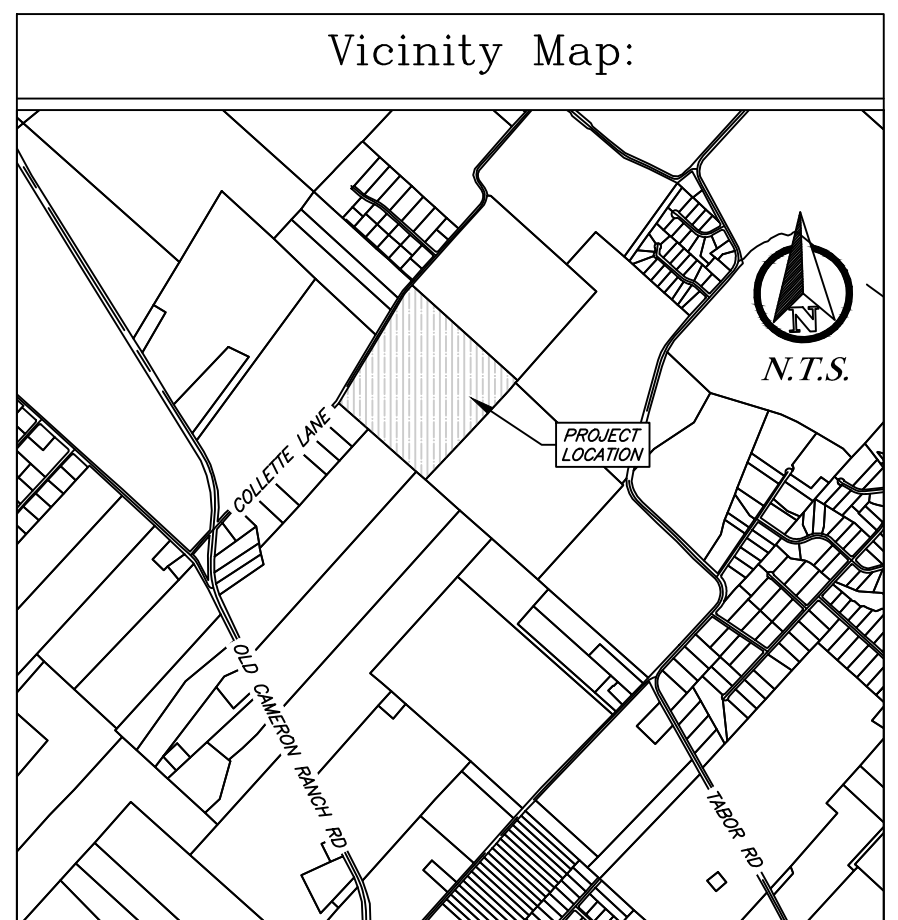 Vicinity Map:
N
N.T.S.
PROJECT
LOCATION
COLLETTE LANE
OLD CAMERON RANCH RD
TABOR RD